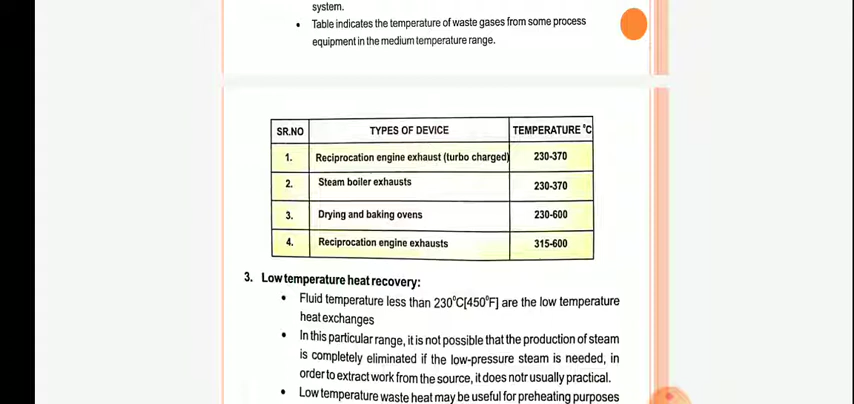 system.
• Table indicates the temperature of waste gases from some process
equipment in the medium temperature range.
SR.NO TYPES OF DEVICE TEMPERATURE °C
1. Reciprocation engine exhaust (turbo charged) 230-370
2. Steam boiler exhausts 230-370
3. Drying and baking ovens 230-600
4. Reciprocation engine exhausts 315-600
3. Low temperature heat recovery:
• Fluid temperature less than 230°C[450°F] are the low temperature
heat exchanges
• In this particular range, it is not possible that the production of steam
is completely eliminated if the low-pressure steam is needed, in
order to extract work from the source, it does notr usually practical.
• Low temperature waste heat may be useful for preheating purposes